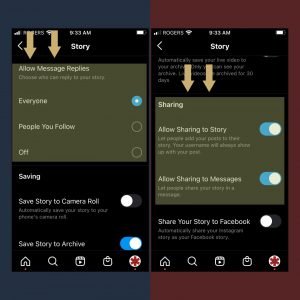 ROGERS
9:33 AM
Story
Allow Message Replies
Choose who can reply to your story.
Everyone
People You Follow
Off
Saving
Save Story to Camera Roll
Automatically save your story to your
phone's camera roll.
Save Story to Archive
ROGERS
9:33 AM
Story
Automatically save your live video to
your archive. Only you can see your
archive. Live videos are archived for 30
days
Sharing
Allow Sharing to Story
Let people add your posts to their
story. Your username will always show
up with your post.
Allow Sharing to Messages
Let people share your story in a
message.
Share Your Story to Facebook
Automatically share your Instagram
story as your Facebook story.